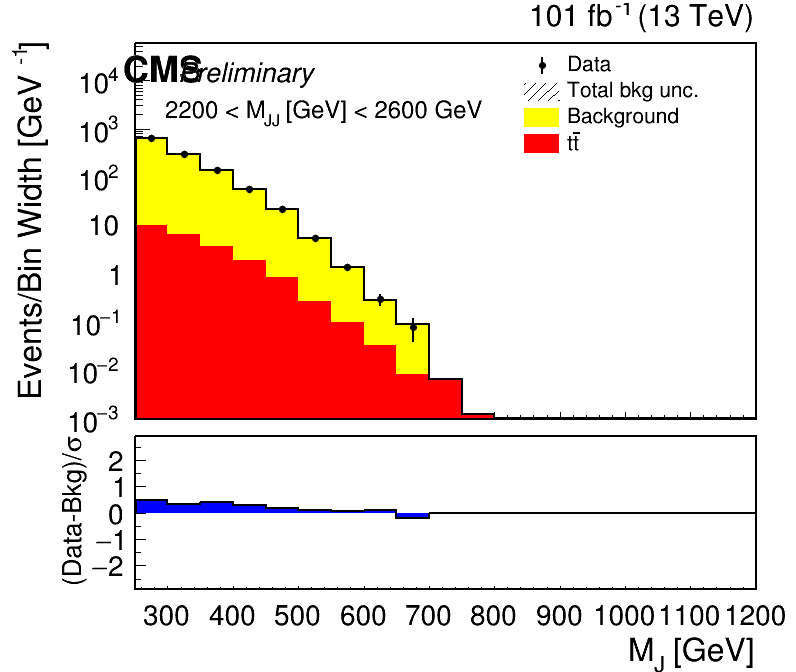 101 fb⁻¹ (13 TeV)
CMS Preliminary
2200 < M_JJ [GeV] < 2600 GeV
Data
Total bkg unc.
Background
tt̄
Events/Bin Width [GeV⁻¹]
10⁴
10³
10²
10
1
10⁻¹
10⁻²
10⁻³
(Data-Bkg)/σ
2
1
0
−1
−2
300 400 500 600 700 800 900 1000 1100 1200
M_J [GeV]